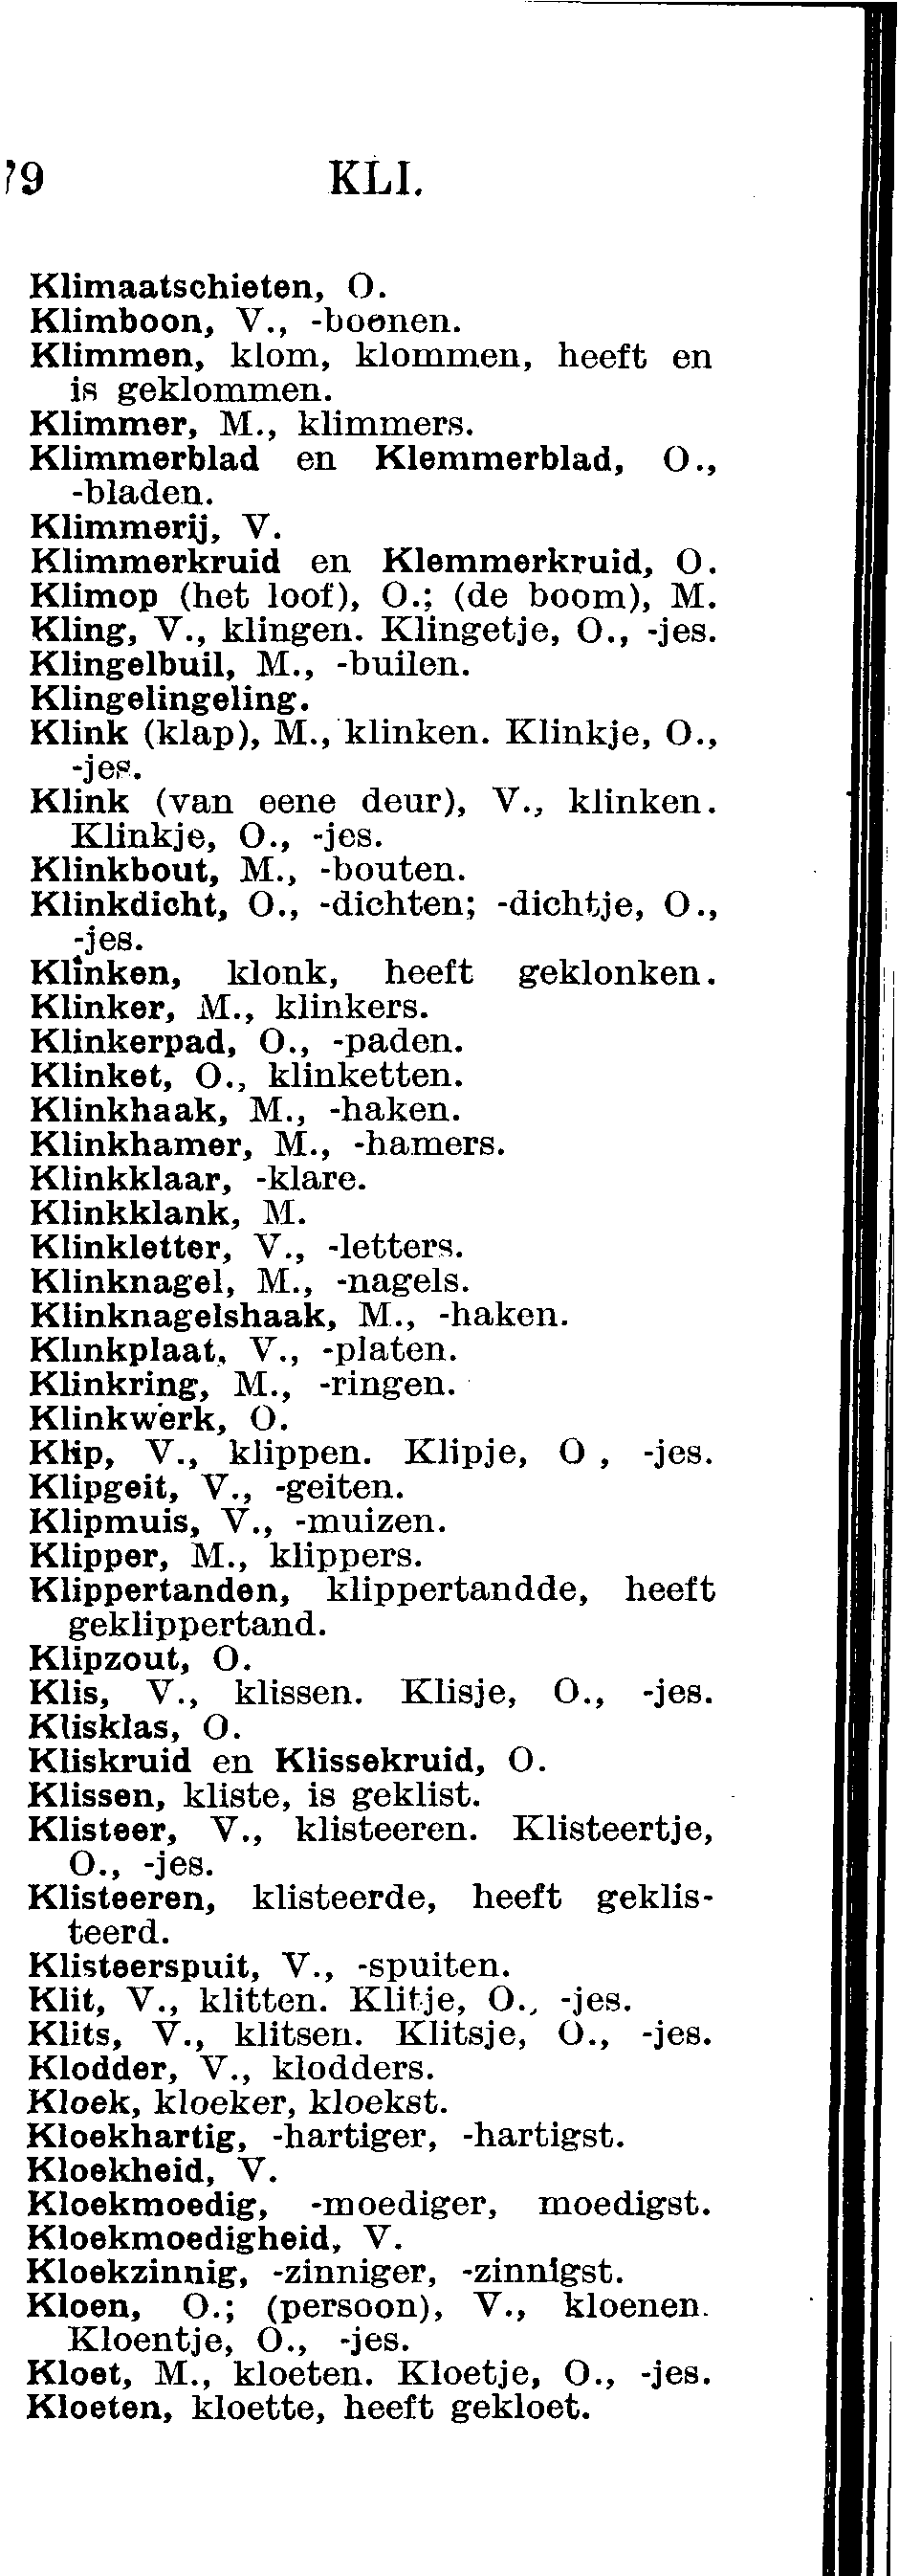 79 KLI.
Klimaatschieten, O.
Klimboon, V., -boonen.
Klimmen, klom, klommen, heeft en
is geklommen.
Klimmer, M., klimmers.
Klimmerblad en Klemmerblad, O.,
-bladen.
Klimmerij, V.
Klimmerkruid en Klemmerkruid, O.
Klimop (het loof), O.; (de boom), M.
Kling, V., klingen. Klingetje, O., -jes.
Klingelbuil, M., -builen.
Klingelingeling.
Klink (klap), M., klinken. Klinkje, O.,
-jes.
Klink (van eene deur), V., klinken.
Klinkje, O., -jes.
Klinkbout, M., -bouten.
Klinkdicht, O., -dichten; -dichtje, O.,
-jes.
Klinken, klonk, heeft geklonken.
Klinker, M., klinkers.
Klinkerpad, O., -paden.
Klinket, O., klinketten.
Klinkhaak, M., -haken.
Klinkhamer, M., -hamers.
Klinkklaar, -klare.
Klinkklank, M.
Klinkletter, V., -letters.
Klinknagel, M., -nagels.
Klinknagelshaak, M., -haken.
Klinkplaat, V., -platen.
Klinkring, M., -ringen.
Klinkwerk, O.
Klip, V., klippen. Klipje, O , -jes.
Klipgeit, V., -geiten.
Klipmuis, V., -muizen.
Klipper, M., klippers.
Klippertanden, klippertandde, heeft
geklippertand.
Klipzout, O.
Klis, V., klissen. Klisje, O., -jes.
Klisklas, O.
Kliskruid en Klissekruid, O.
Klissen, kliste, is geklist.
Klisteer, V., klisteeren. Klisteertje,
O., -jes.
Klisteeren, klisteerde, heeft geklis-
teerd.
Klisteerspuit, V., -spuiten.
Klit, V., klitten. Klitje, O., -jes.
Klits, V., klitsen. Klitsje, O., -jes.
Klodder, V., klodders.
Kloek, kloeker, kloekst.
Kloekhartig, -hartiger, -hartigst.
Kloekheid, V.
Kloekmoedig, -moediger, moedigst.
Kloekmoedigheid, V.
Kloekzinnig, -zinniger, -zinnigst.
Kloen, O.; (persoon), V., kloenen.
Kloentje, O., -jes.
Kloet, M., kloeten. Kloetje, O., -jes.
Kloeten, kloette, heeft gekloet.